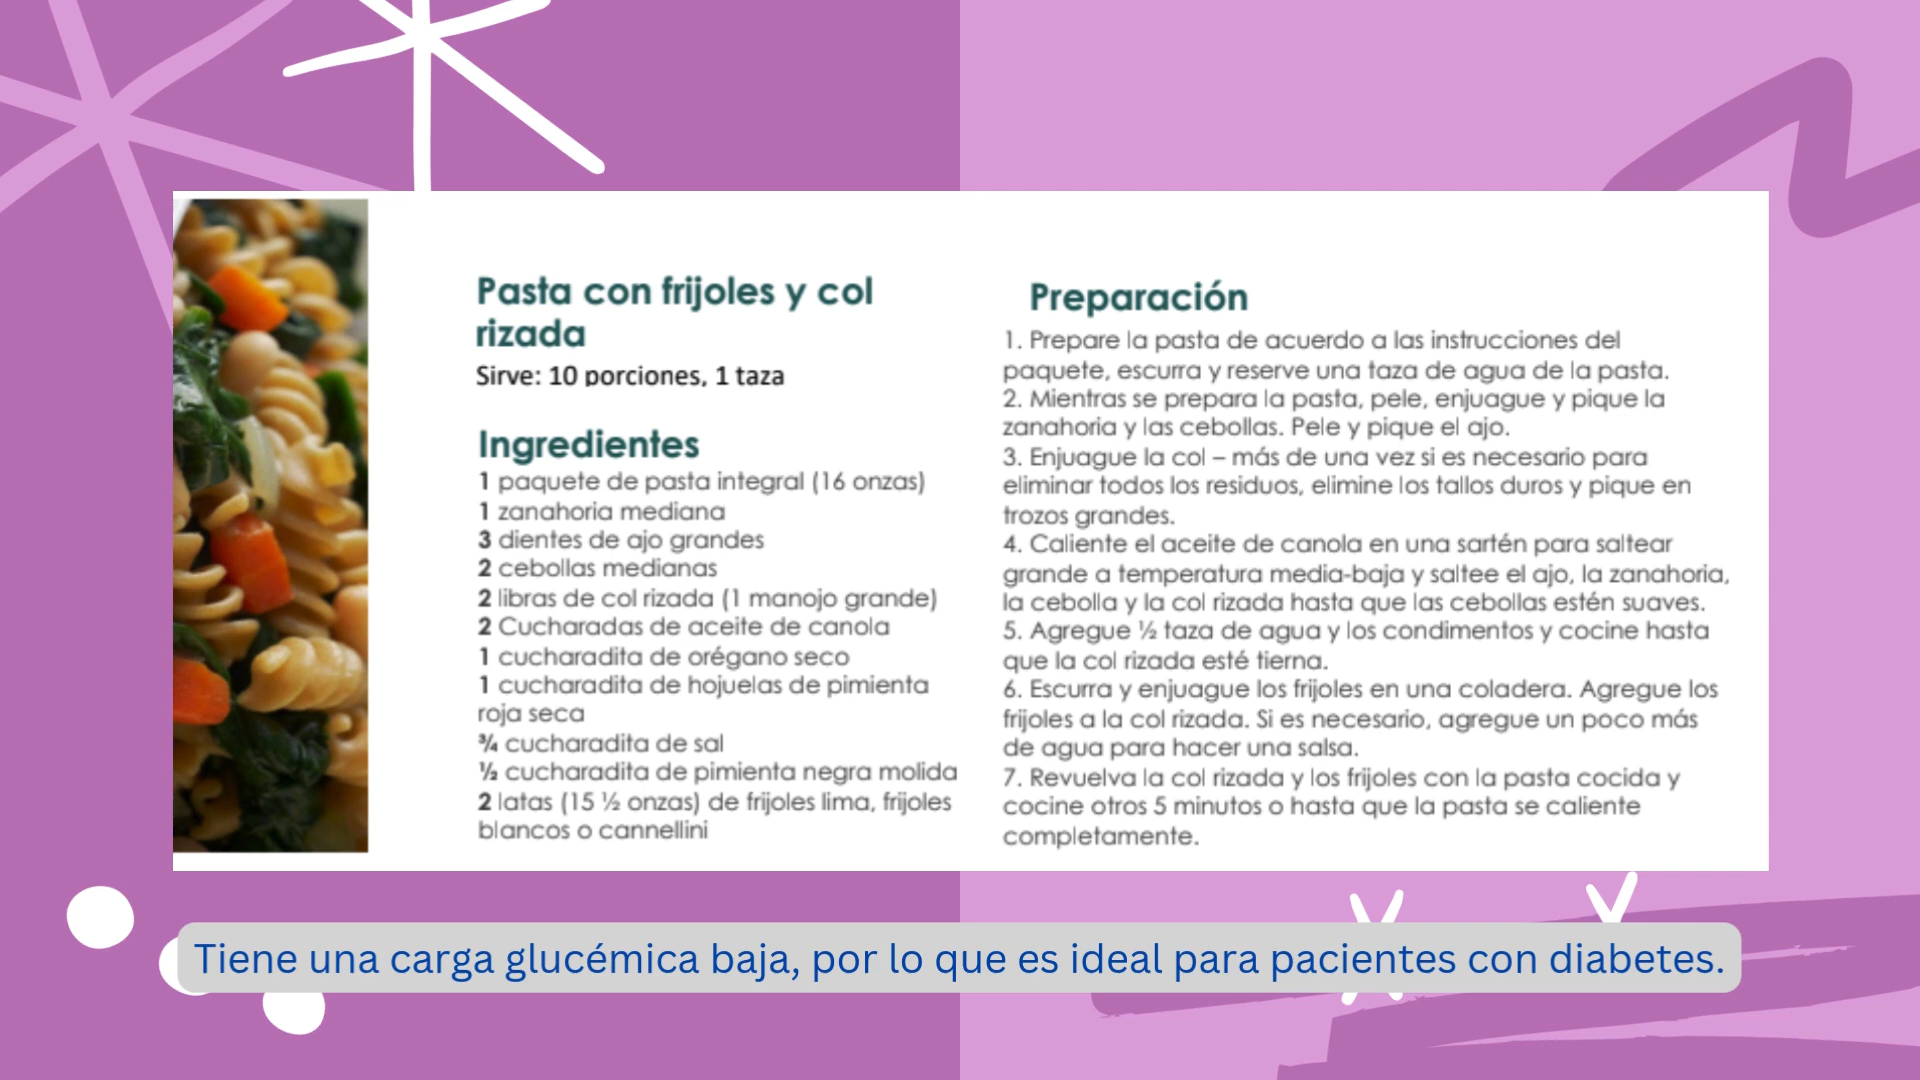 Pasta con frijoles y col
rizada
Sirve: 10 porciones, 1 taza
Ingredientes
1 paquete de pasta integral (16 onzas)
1 zanahoria mediana
3 dientes de ajo grandes
2 cebollas medianas
2 libras de col rizada (1 manojo grande)
2 Cucharadas de aceite de canola
1 cucharadita de orégano seco
1 cucharadita de hojuelas de pimienta
roja seca
¾ cucharadita de sal
½ cucharadita de pimienta negra molida
2 latas (15 ½ onzas) de frijoles lima, frijoles
blancos o cannellini
Preparación
1. Prepare la pasta de acuerdo a las instrucciones del
paquete, escurra y reserve una taza de agua de la pasta.
2. Mientras se prepara la pasta, pele, enjuague y pique la
zanahoria y las cebollas. Pele y pique el ajo.
3. Enjuague la col – más de una vez si es necesario para
eliminar todos los residuos, elimine los tallos duros y pique en
trozos grandes.
4. Caliente el aceite de canola en una sartén para saltear
grande a temperatura media-baja y saltee el ajo, la zanahoria,
la cebolla y la col rizada hasta que las cebollas estén suaves.
5. Agregue ½ taza de agua y los condimentos y cocine hasta
que la col rizada esté tierna.
6. Escurra y enjuague los frijoles en una coladera. Agregue los
frijoles a la col rizada. Si es necesario, agregue un poco más
de agua para hacer una salsa.
7. Revuelva la col rizada y los frijoles con la pasta cocida y
cocine otros 5 minutos o hasta que la pasta se caliente
completamente.
Tiene una carga glucémica baja, por lo que es ideal para pacientes con diabetes.